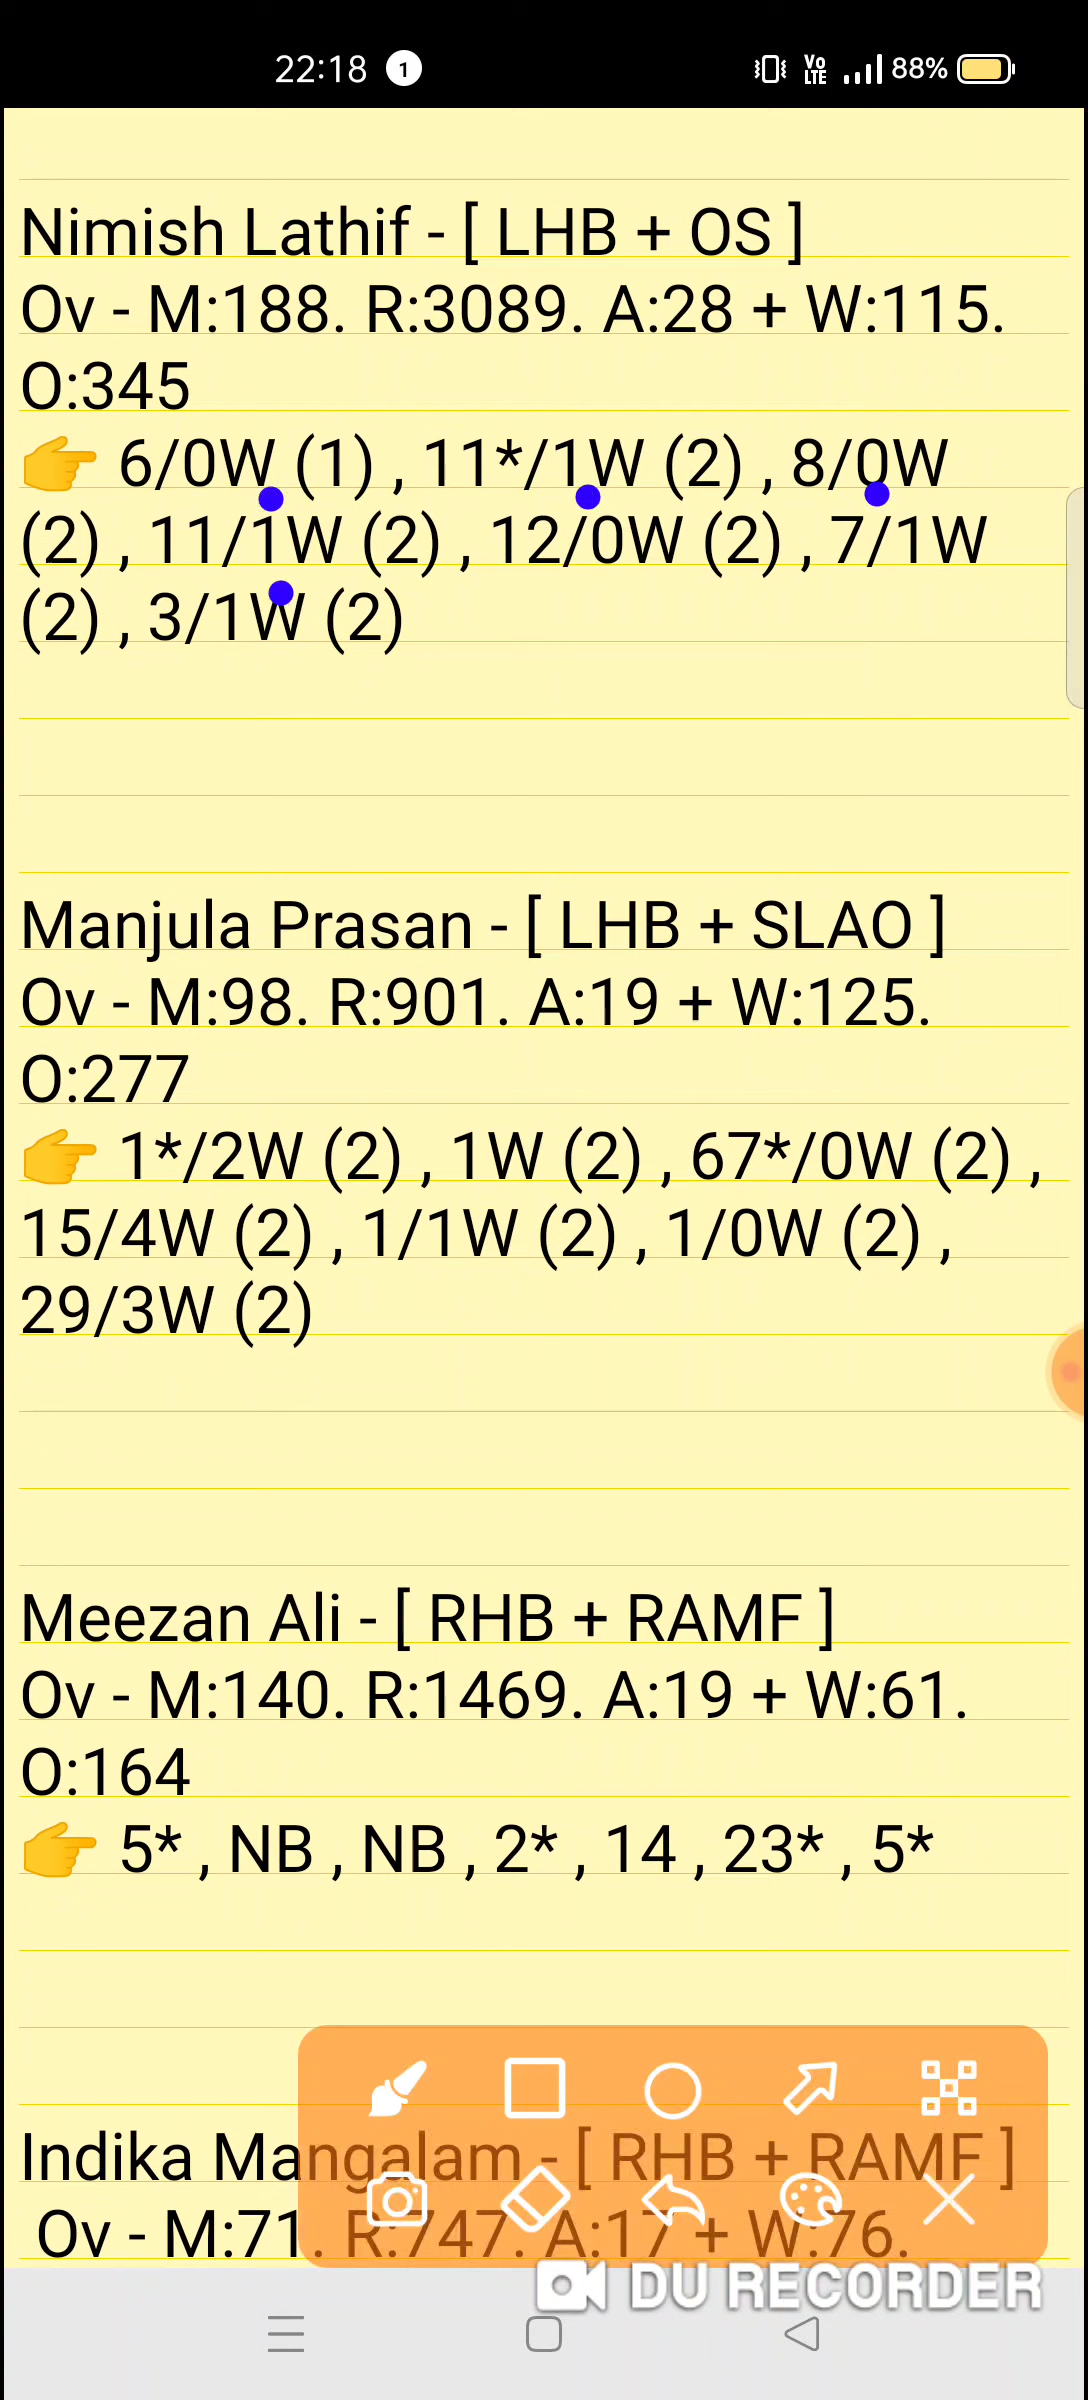 22:18 1 Vo LTE 88%
Nimish Lathif - [ LHB + OS ]
Ov - M:188. R:3089. A:28 + W:115.
O:345
👉 6/0W (1) , 11*/1W (2) , 8/0W
(2) , 11/1W (2) , 12/0W (2) , 7/1W
(2) , 3/1W (2)
Manjula Prasan - [ LHB + SLAO ]
Ov - M:98. R:901. A:19 + W:125.
O:277
👉 1*/2W (2) , 1W (2) , 67*/0W (2) ,
15/4W (2) , 1/1W (2) , 1/0W (2) ,
29/3W (2)
Meezan Ali - [ RHB + RAMF ]
Ov - M:140. R:1469. A:19 + W:61.
O:164
👉 5* , NB , NB , 2* , 14 , 23* , 5*
Indika Mangalam - [ RHB + RAMF ]
Ov - M:71. R:747. A:17 + W:76.
DU RECORDER